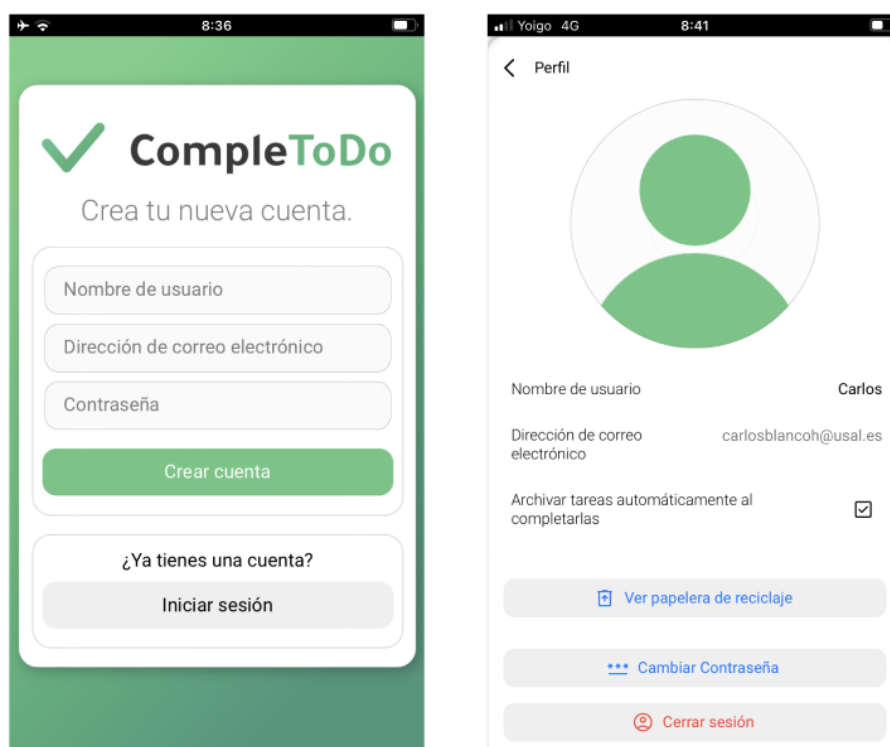 8:36
CompleToDo
Crea tu nueva cuenta.
Nombre de usuario
Dirección de correo electrónico
Contraseña
Crear cuenta
¿Ya tienes una cuenta?
Iniciar sesión
Yoigo 4G 8:41
Perfil
Nombre de usuario Carlos
Dirección de correo carlosblancoh@usal.es
electrónico
Archivar tareas automáticamente al
completarlas
Ver papelera de reciclaje
Cambiar Contraseña
Cerrar sesión